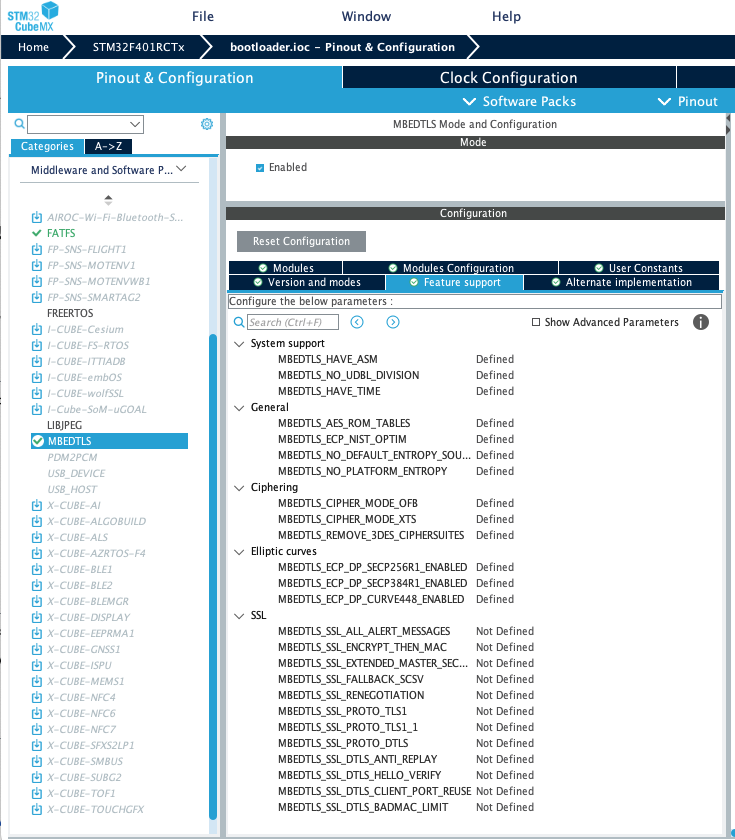 STM32
CubeMX
File Window Help
Home STM32F401RCTx bootloader.ioc - Pinout & Configuration
Pinout & Configuration Clock Configuration
Software Packs Pinout
Categories A->Z
Middleware and Software P...
AIROC-Wi-Fi-Bluetooth-S...
FATFS
FP-SNS-FLIGHT1
FP-SNS-MOTENV1
FP-SNS-MOTENVWB1
FP-SNS-SMARTAG2
FREERTOS
I-CUBE-Cesium
I-CUBE-FS-RTOS
I-CUBE-ITTIADB
I-CUBE-embOS
I-CUBE-wolfSSL
I-Cube-SoM-uGOAL
LIBJPEG
MBEDTLS
PDM2PCM
USB_DEVICE
USB_HOST
X-CUBE-AI
X-CUBE-ALGOBUILD
X-CUBE-ALS
X-CUBE-AZRTOS-F4
X-CUBE-BLE1
X-CUBE-BLE2
X-CUBE-BLEMGR
X-CUBE-DISPLAY
X-CUBE-EEPRMA1
X-CUBE-GNSS1
X-CUBE-ISPU
X-CUBE-MEMS1
X-CUBE-NFC4
X-CUBE-NFC6
X-CUBE-NFC7
X-CUBE-SFXS2LP1
X-CUBE-SMBUS
X-CUBE-SUBG2
X-CUBE-TOF1
X-CUBE-TOUCHGFX
MBEDTLS Mode and Configuration
Mode
Enabled
Configuration
Reset Configuration
Modules Modules Configuration User Constants
Version and modes Feature support Alternate implementation
Configure the below parameters :
Search (Ctrl+F) Show Advanced Parameters i
System support
MBEDTLS_HAVE_ASM Defined
MBEDTLS_NO_UDBL_DIVISION Defined
MBEDTLS_HAVE_TIME Defined
General
MBEDTLS_AES_ROM_TABLES Defined
MBEDTLS_ECP_NIST_OPTIM Defined
MBEDTLS_NO_DEFAULT_ENTROPY_SOU... Defined
MBEDTLS_NO_PLATFORM_ENTROPY Defined
Ciphering
MBEDTLS_CIPHER_MODE_OFB Defined
MBEDTLS_CIPHER_MODE_XTS Defined
MBEDTLS_REMOVE_3DES_CIPHERSUITES Defined
Elliptic curves
MBEDTLS_ECP_DP_SECP256R1_ENABLED Defined
MBEDTLS_ECP_DP_SECP384R1_ENABLED Defined
MBEDTLS_ECP_DP_CURVE448_ENABLED Defined
SSL
MBEDTLS_SSL_ALL_ALERT_MESSAGES Not Defined
MBEDTLS_SSL_ENCRYPT_THEN_MAC Not Defined
MBEDTLS_SSL_EXTENDED_MASTER_SEC... Not Defined
MBEDTLS_SSL_FALLBACK_SCSV Not Defined
MBEDTLS_SSL_RENEGOTIATION Not Defined
MBEDTLS_SSL_PROTO_TLS1 Not Defined
MBEDTLS_SSL_PROTO_TLS1_1 Not Defined
MBEDTLS_SSL_PROTO_DTLS Not Defined
MBEDTLS_SSL_DTLS_ANTI_REPLAY Not Defined
MBEDTLS_SSL_DTLS_HELLO_VERIFY Not Defined
MBEDTLS_SSL_DTLS_CLIENT_PORT_REUSE Not Defined
MBEDTLS_SSL_DTLS_BADMAC_LIMIT Not Defined